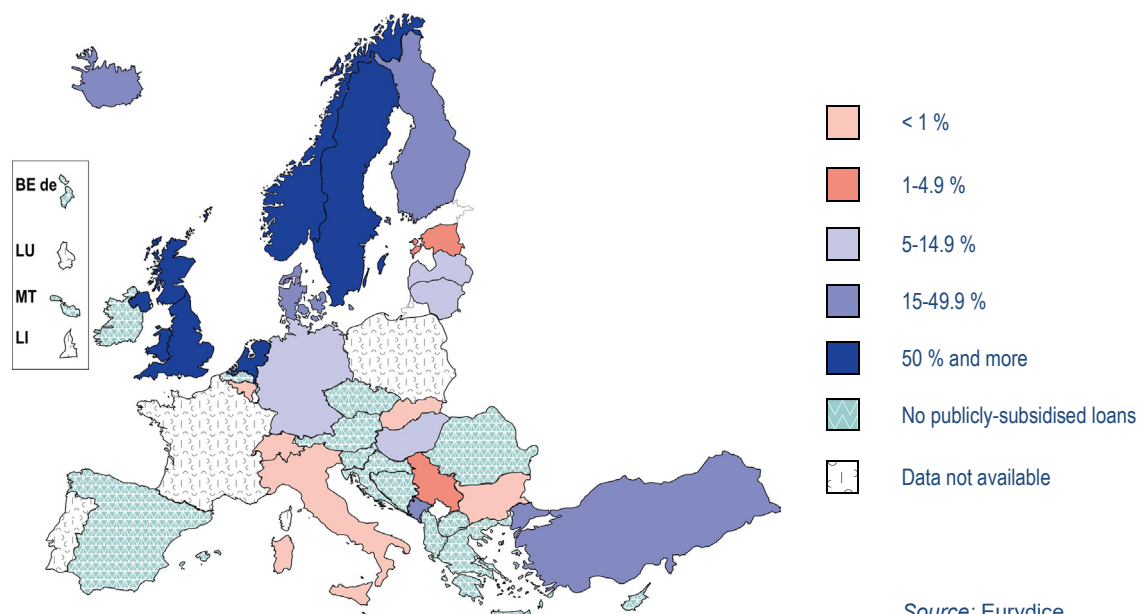 BE de
LU
MT
LI
< 1 %
1-4.9 %
5-14.9 %
15-49.9 %
50 % and more
No publicly-subsidised loans
Data not available
Source: Eurydice